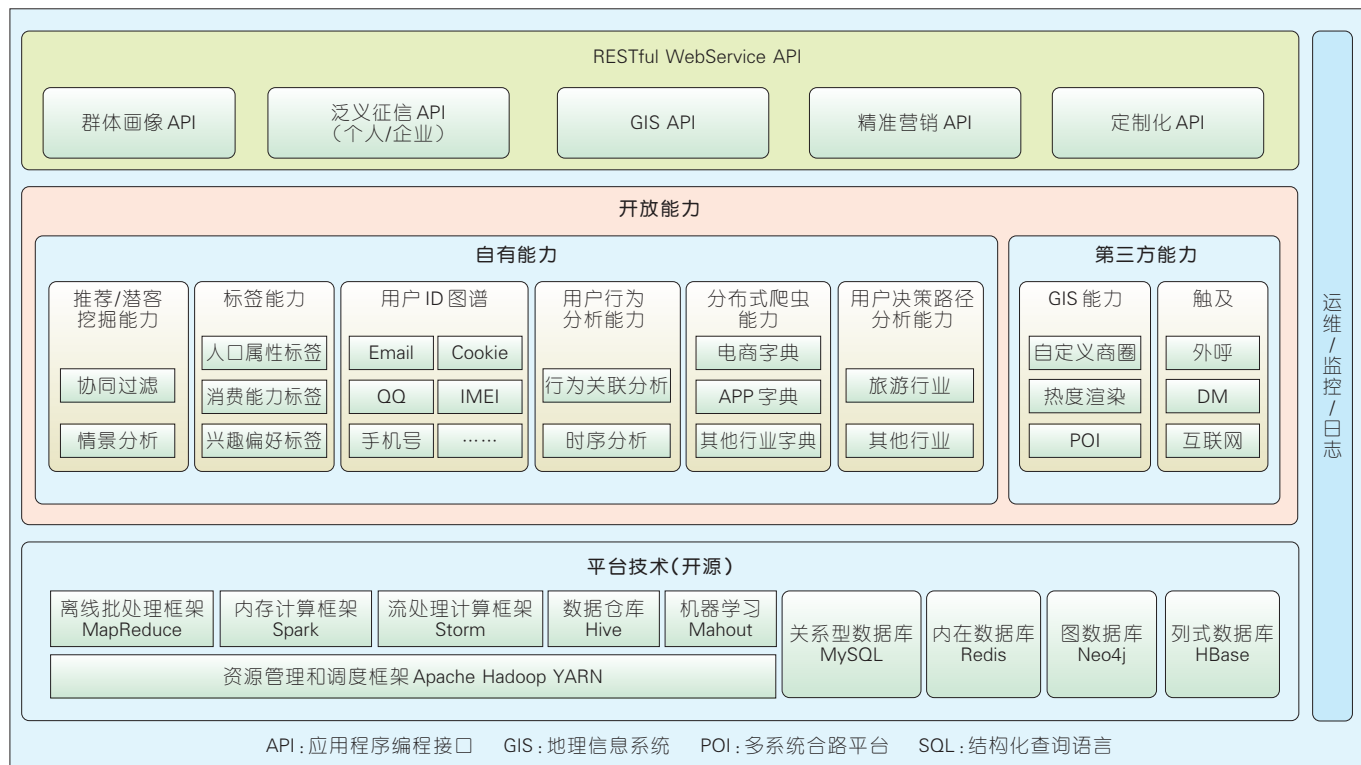 RESTful WebService API
群体画像 API
泛义征信 API
（个人/企业）
GIS API
精准营销 API
定制化 API
开放能力
自有能力
推荐/潜客
挖掘能力
协同过滤
情景分析
标签能力
人口属性标签
消费能力标签
兴趣偏好标签
用户 ID 图谱
Email
Cookie
QQ
IMEI
手机号
……
用户行为
分析能力
行为关联分析
时序分析
分布式爬虫
能力
电商字典
APP 字典
其他行业字典
用户决策路径
分析能力
旅游行业
其他行业
第三方能力
GIS 能力
自定义商圈
热度渲染
POI
触及
外呼
DM
互联网
平台技术(开源)
离线批处理框架
MapReduce
内存计算框架
Spark
流处理计算框架
Storm
数据仓库
Hive
机器学习
Mahout
资源管理和调度框架 Apache Hadoop YARN
关系型数据库
MySQL
内在数据库
Redis
图数据库
Neo4j
列式数据库
HBase
运维/监控/日志
API：应用程序编程接口 GIS：地理信息系统 POI：多系统合路平台 SQL：结构化查询语言